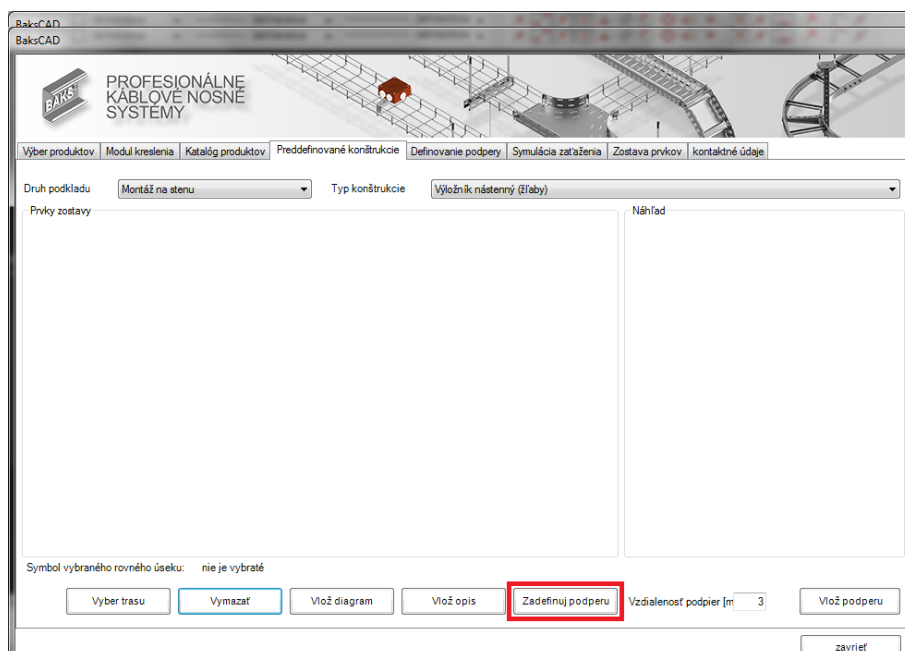 BaksCAD
BaksCAD
BAKS
PROFESIONÁLNE
KÁBLOVÉ NOSNÉ
SYSTÉMY
Výber produktov Modul kreslenia Katalóg produktov Preddefinované konštrukcie Definovanie podpery Symulácia zaťaženia Zostava prvkov kontaktné údaje
Druh podkladu Montáž na stenu Typ konštrukcie Výložník nástenný (žľaby)
Prvky zostavy Náhľad
Symbol vybraného rovného úseku: nie je vybraté
Vyber trasu Vymazať Vlož diagram Vlož opis Zadefinuj podperu Vzdialenosť podpier [m 3 Vlož podperu
zavrieť